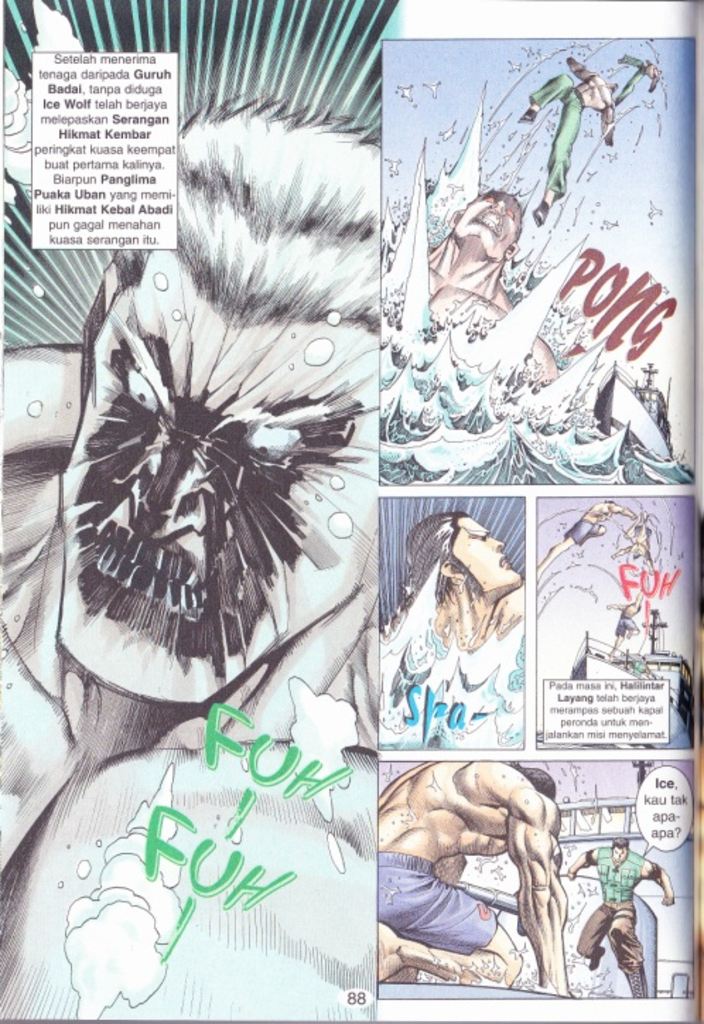 Setelah menerima
tenaga daripada Guruh
Badai, tanpa diduga
Ice Wolf telah berjaya
melepaskan Serangan
Hikmat Kembar
peringkat kuasa keempat
buat pertama kalinya.
Biarpun Panglima
Puaka Uban yang memi-
liki Hikmat Kebal Abadi
pun gagal menahan
kuasa serangan itu.
PONG
Spa-
FUH
!
Pada masa ini, Halilintar
Layang telah berjaya
merampas sebuah kapal
peronda untuk men-
jalankan misi menyelamat.
FUH
!
FUH
!
Ice,
kau tak
apa-
apa?
88